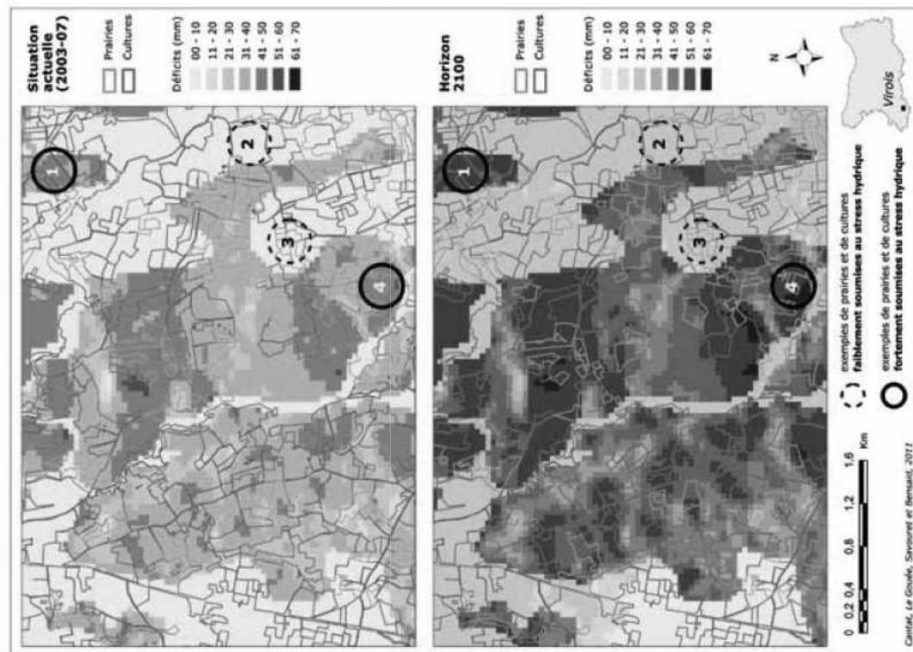 Situation
actuelle
(2003-07)
Prairies
Cultures
Déficits (mm)
00 - 10
11 - 20
21 - 30
31 - 40
41 - 50
51 - 60
61 - 70
1
2
3
4
Horizon
2100
Prairies
Cultures
Déficits (mm)
00 - 10
11 - 20
21 - 30
31 - 40
41 - 50
51 - 60
61 - 70
1
2
3
4
Virois
exemples de prairies et de cultures
faiblement soumises au stress hydrique
exemples de prairies et de cultures
fortement soumises au stress hydrique
0 0,2 0,4 0,8 1,2 1,6
Km
Cantat, Le Gouée, Savouret et Bensaid, 2011